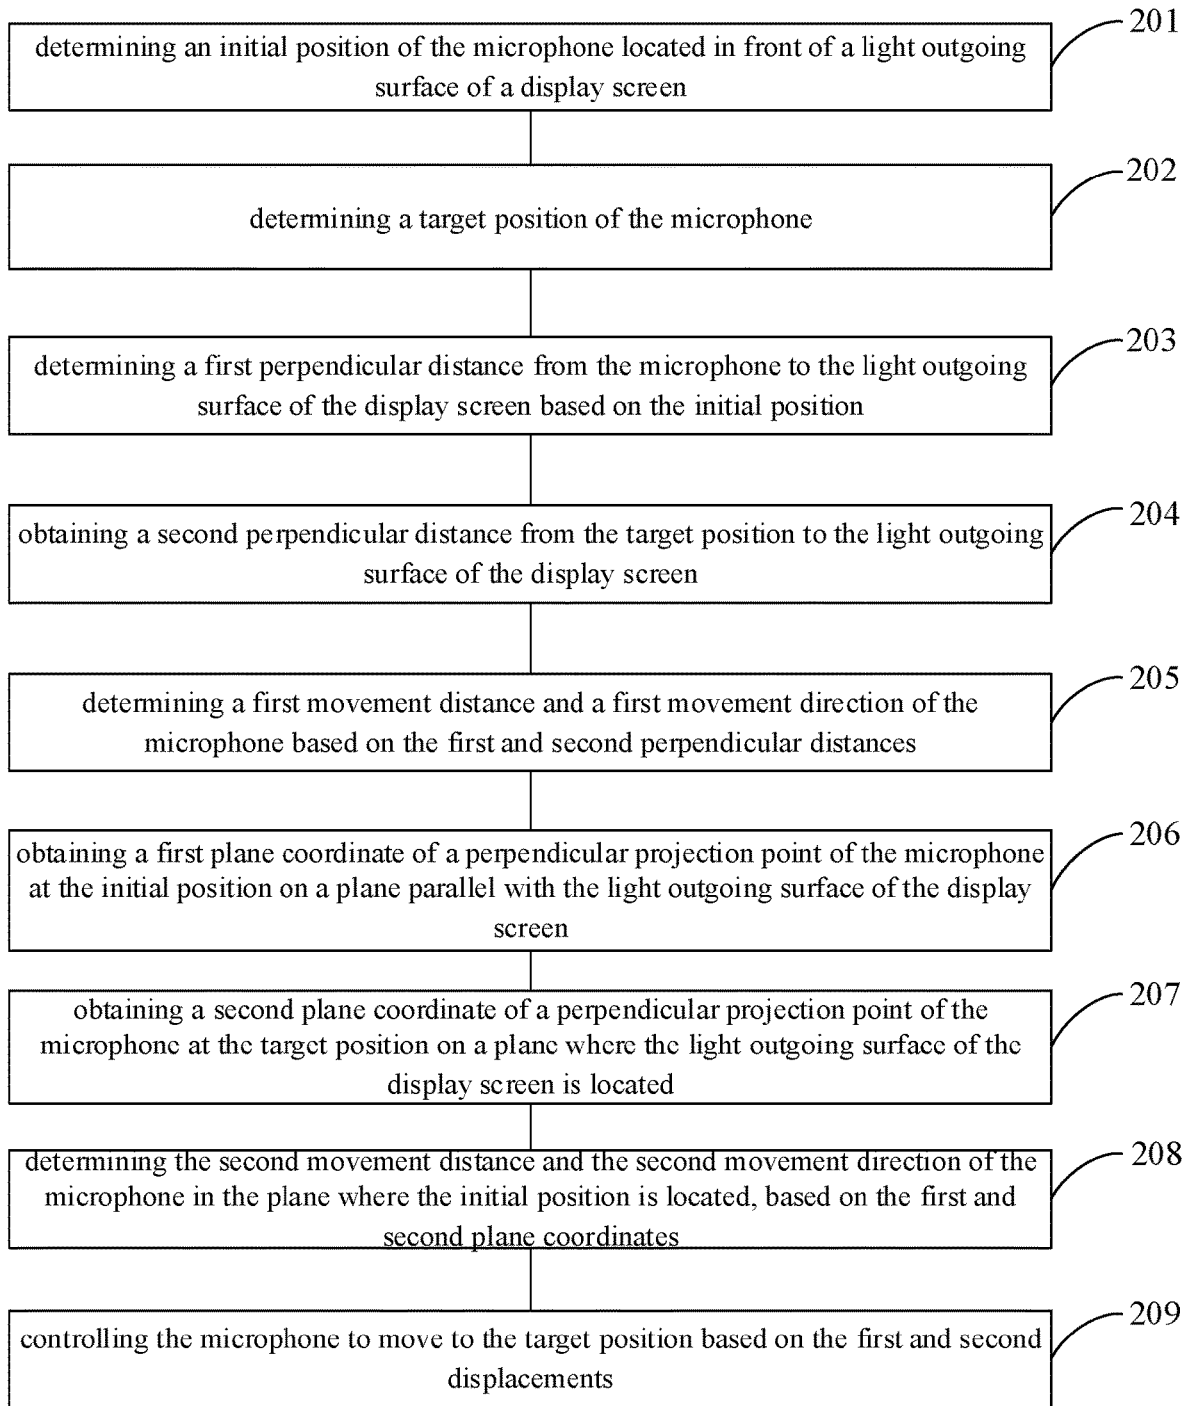 201
determining an initial position of the microphone located in front of a light outgoing
surface of a display screen
202
determining a target position of the microphone
203
determining a first perpendicular distance from the microphone to the light outgoing
surface of the display screen based on the initial position
204
obtaining a second perpendicular distance from the target position to the light outgoing
surface of the display screen
205
determining a first movement distance and a first movement direction of the
microphone based on the first and second perpendicular distances
206
obtaining a first plane coordinate of a perpendicular projection point of the microphone
at the initial position on a plane parallel with the light outgoing surface of the display
screen
207
obtaining a second plane coordinate of a perpendicular projection point of the
microphone at the target position on a plane where the light outgoing surface of the
display screen is located
208
determining the second movement distance and the second movement direction of the
microphone in the plane where the initial position is located, based on the first and
second plane coordinates
209
controlling the microphone to move to the target position based on the first and second
displacements